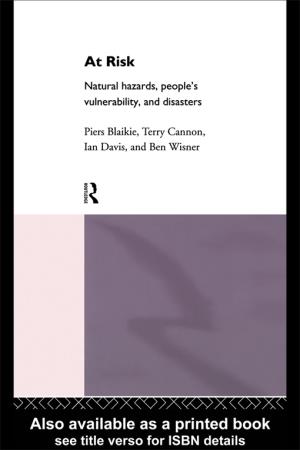 At Risk
Natural hazards, people's
vulnerability, and disasters
Piers Blaikie, Terry Cannon,
Ian Davis, and Ben Wisner
R
ROUTLEDGE
Also available as a printed book
see title verso for ISBN details